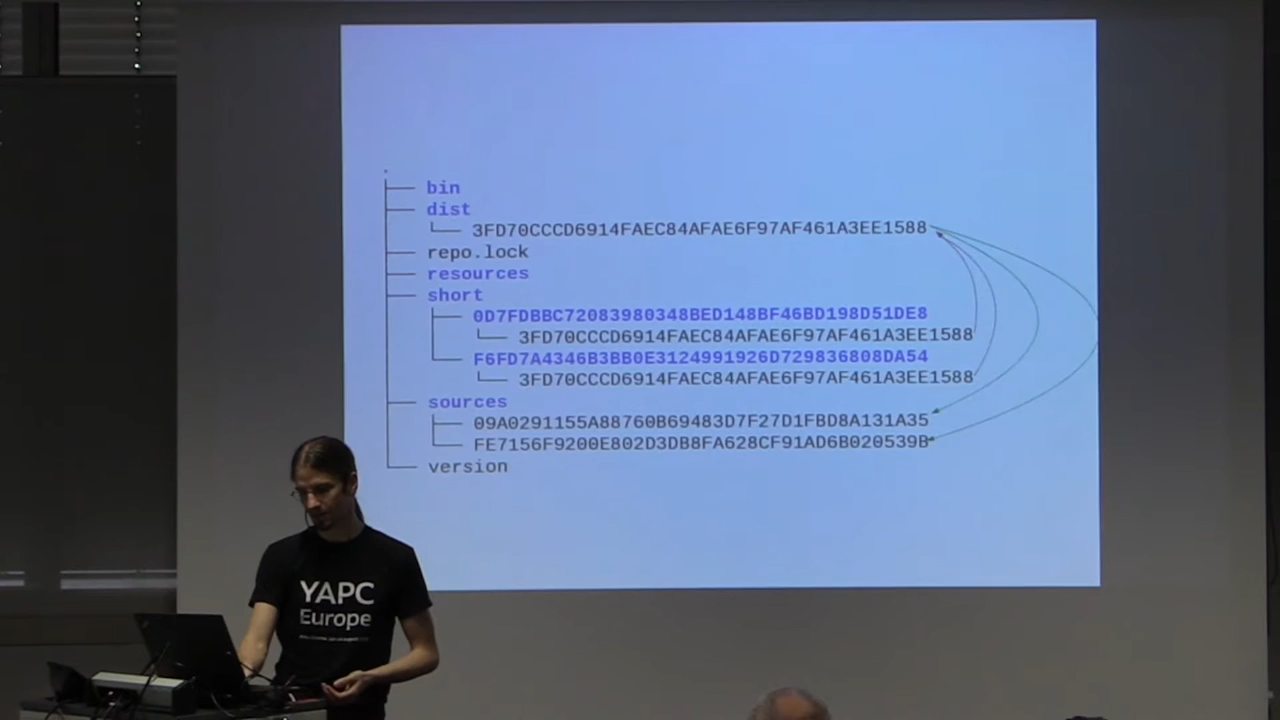 .
bin
dist
3FD70CCCD6914FAEC84AFAE6F97AF461A3EE1588
repo.lock
resources
short
0D7FDBBC72083980348BED148BF46BD198D51DE8
3FD70CCCD6914FAEC84AFAE6F97AF461A3EE1588
F6FD7A4346B3BB0E3124991926D729836808DA54
3FD70CCCD6914FAEC84AFAE6F97AF461A3EE1588
sources
09A0291155A88760B69483D7F27D1FBD8A131A35
FE7156F9200E802D3DB8FA628CF91AD6B020539B
version
YAPC
Europe